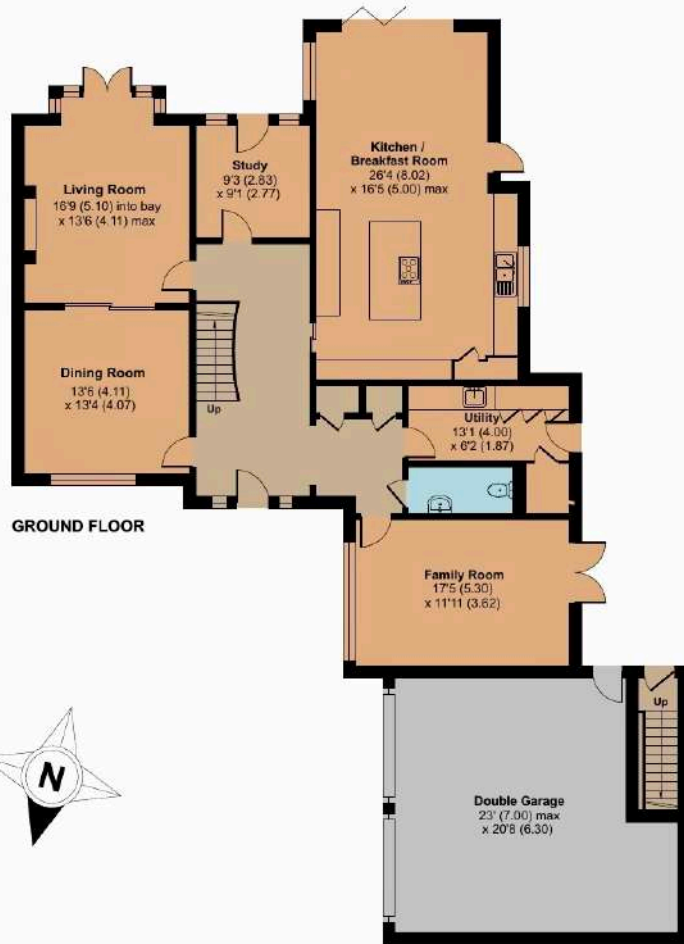 Living Room
16'9 (5.10) into bay
x 13'6 (4.11) max
Study
9'3 (2.83)
x 9'1 (2.77)
Kitchen /
Breakfast Room
26'4 (8.02)
x 16'5 (5.00) max
Dining Room
13'6 (4.11)
x 13'4 (4.07)
Up
Utility
13'1 (4.00)
x 6'2 (1.87)
GROUND FLOOR
Family Room
17'5 (5.30)
x 11'11 (3.62)
Up
N
Double Garage
23' (7.00) max
x 20'8 (6.30)